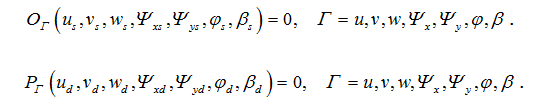 O_Γ(u_s, v_s, w_s, Ψ_xs, Ψ_ys, φ_s, β_s) = 0, Γ = u, v, w, Ψ_x, Ψ_y, φ, β .
P_Γ(u_d, v_d, w_d, Ψ_xd, Ψ_yd, φ_d, β_d) = 0, Γ = u, v, w, Ψ_x, Ψ_y, φ, β .